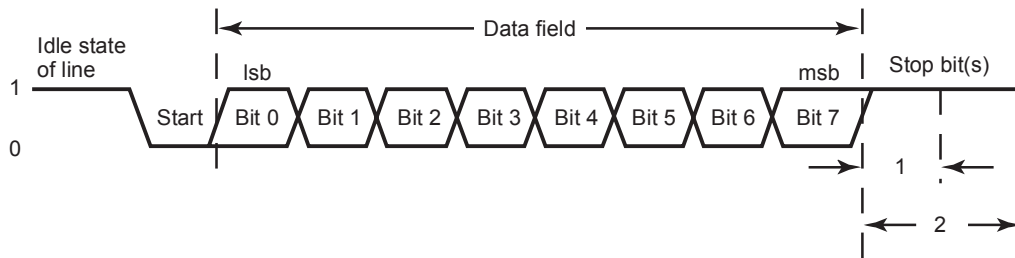 Data field
Idle state
of line
lsb
msb
Stop bit(s)
1
Start
Bit 0
Bit 1
Bit 2
Bit 3
Bit 4
Bit 5
Bit 6
Bit 7
0
1
2